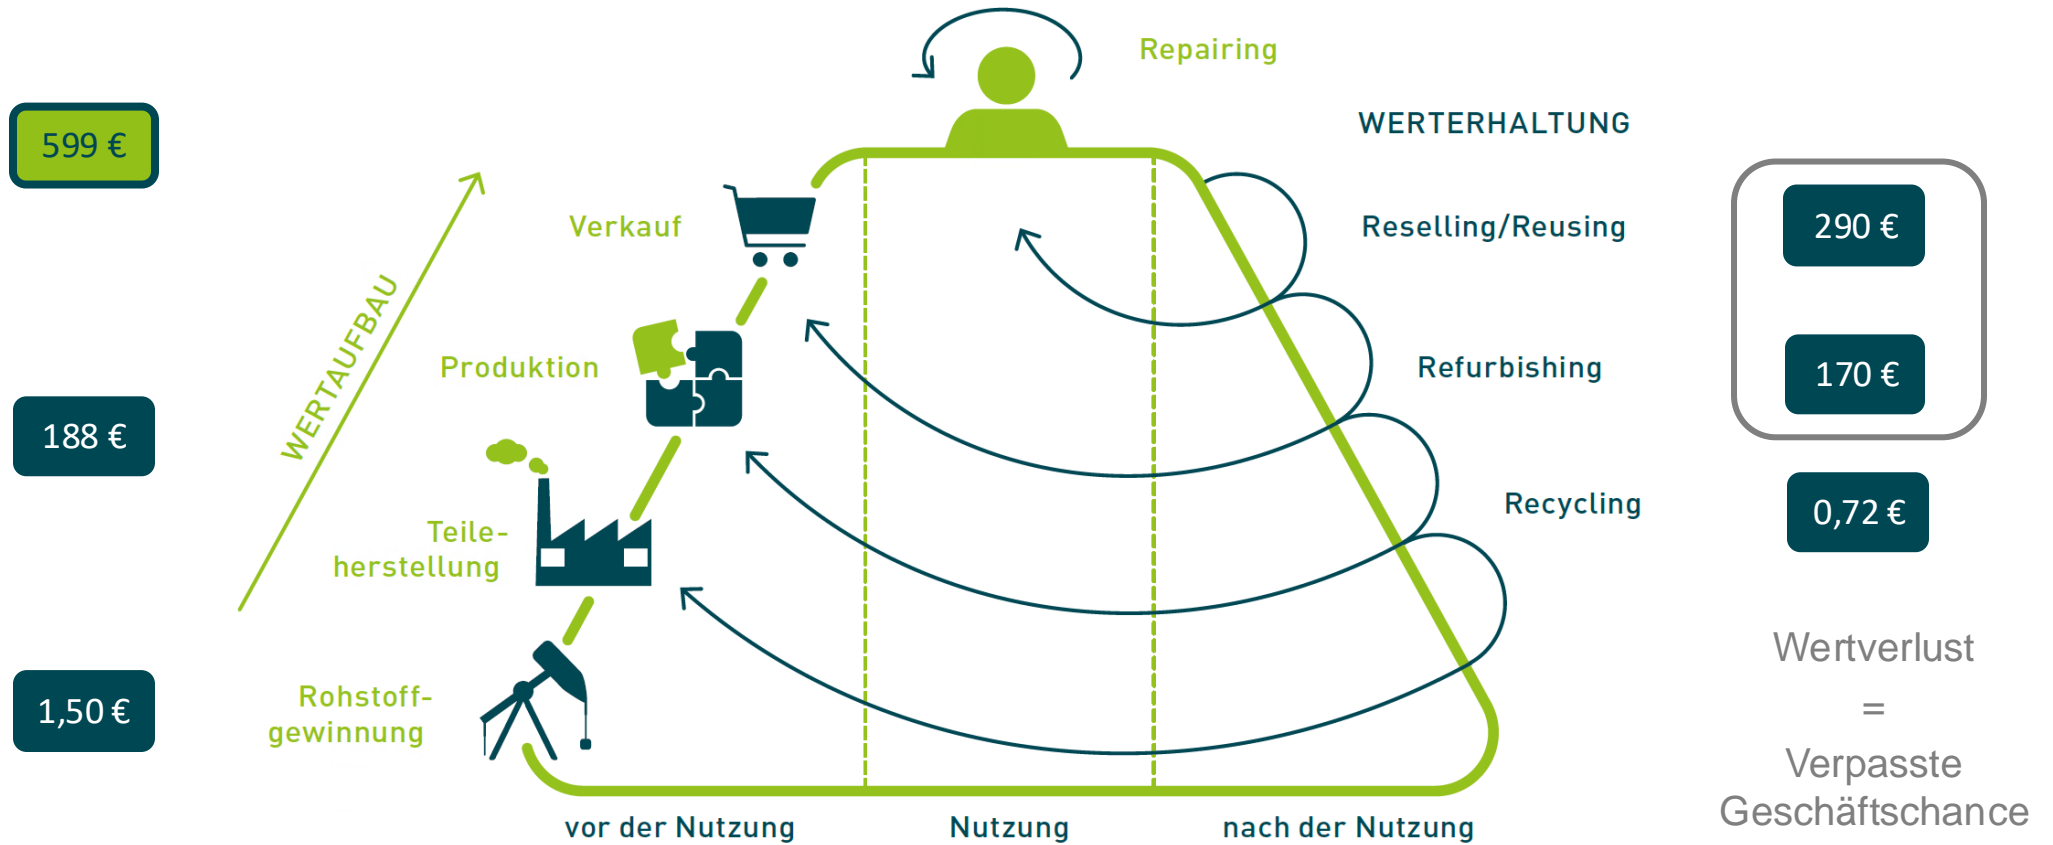 Repairing
WERTERHALTUNG
599 €
Verkauf
Reselling/Reusing
290 €
WERTAUFBAU
Produktion
Refurbishing
170 €
188 €
Teile-
herstellung
Recycling
0,72 €
Rohstoff-
gewinnung
1,50 €
Wertverlust
=
Verpasste
Geschäftschance
vor der Nutzung
Nutzung
nach der Nutzung